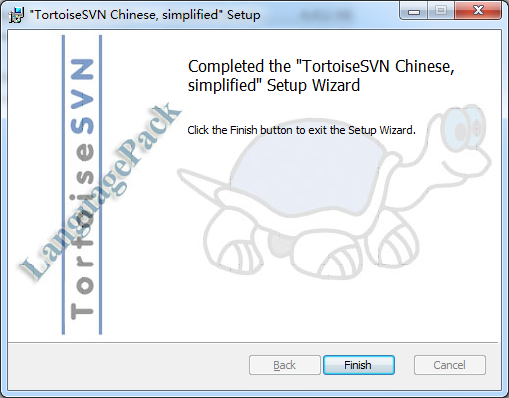 "TortoiseSVN Chinese, simplified" Setup
Completed the "TortoiseSVN Chinese,
simplified" Setup Wizard
Click the Finish button to exit the Setup Wizard.
TortoiseSVN
LanguagePack
Back
Finish
Cancel